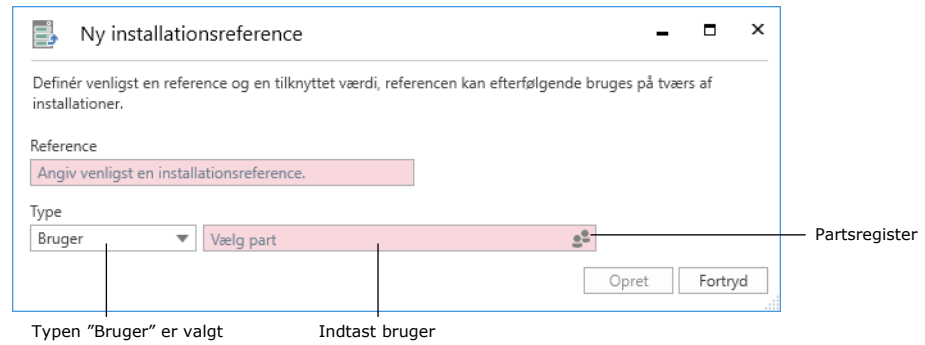 Ny installationsreference
Definér venligst en reference og en tilknyttet værdi, referencen kan efterfølgende bruges på tværs af
installationer.
Reference
Angiv venligst en installationsreference.
Type
Bruger
Vælg part
Partsregister
Opret
Fortryd
Typen ”Bruger” er valgt
Indtast bruger